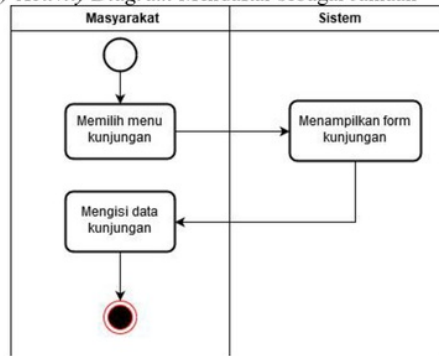 Masyarakat
Sistem
Memilih menu
kunjungan
Menampilkan form
kunjungan
Mengisi data
kunjungan